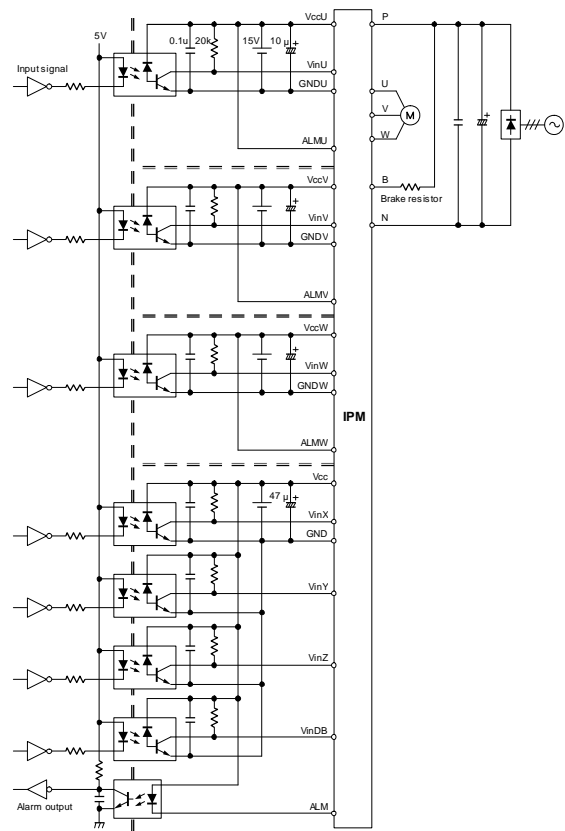 VccU
P
5V
0.1u 20k 15V 10 µ +
VinU
Input signal
GNDU
U
V
M
W
ALMU
VccV
B
Brake resistor
+
VinV
N
GNDV
ALMV
VccW
+
VinW
GNDW
IPM
ALMW
Vcc
47 µ +
VinX
GND
VinY
VinZ
VinDB
Alarm output
ALM